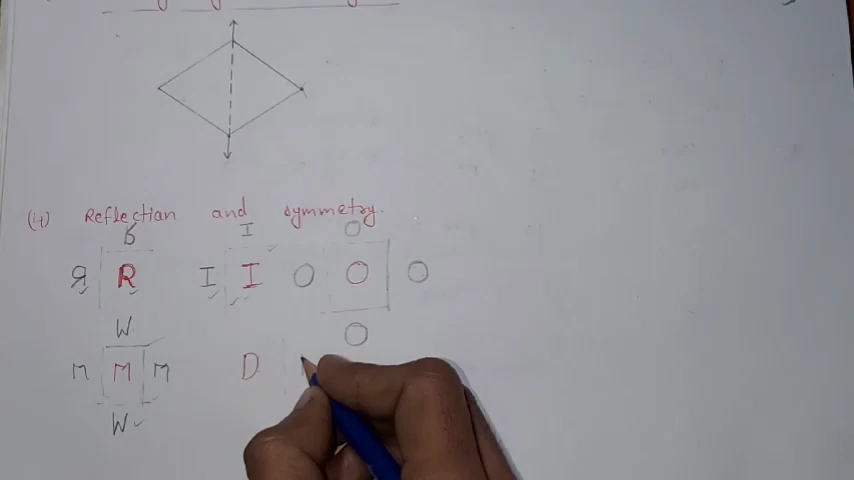 (4) Reflection and symmetry.
I O
Я R I I O O O
W
M M M D O
W